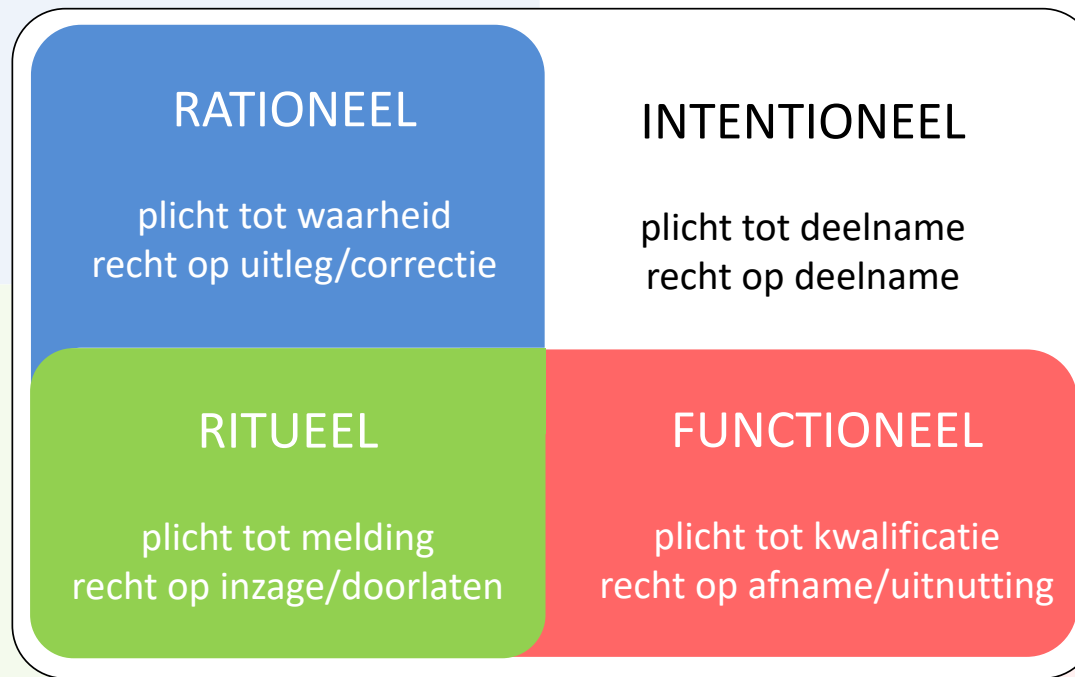 RATIONEEL
plicht tot waarheid
recht op uitleg/correctie
INTENTIONEEL
plicht tot deelname
recht op deelname
RITUEEL
plicht tot melding
recht op inzage/doorlaten
FUNCTIONEEL
plicht tot kwalificatie
recht op afname/uitnutting